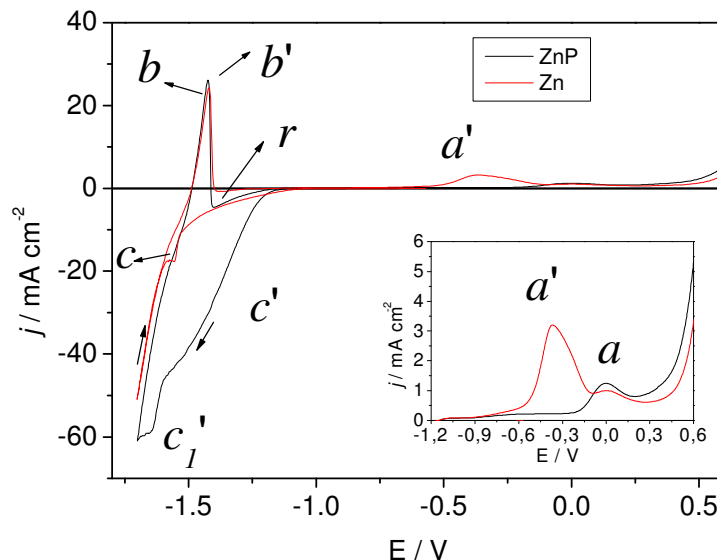 40
20
0
-20
-40
-60
j / mA cm-2
-1.5
-1.0
-0.5
0.0
0.5
E / V
ZnP
Zn
b
b'
r
a'
c
c'
c1'
6
5
4
3
2
1
0
j / mA cm-2
-1,2
-0,9
-0,6
-0,3
0,0
0,3
0,6
E / V
a'
a